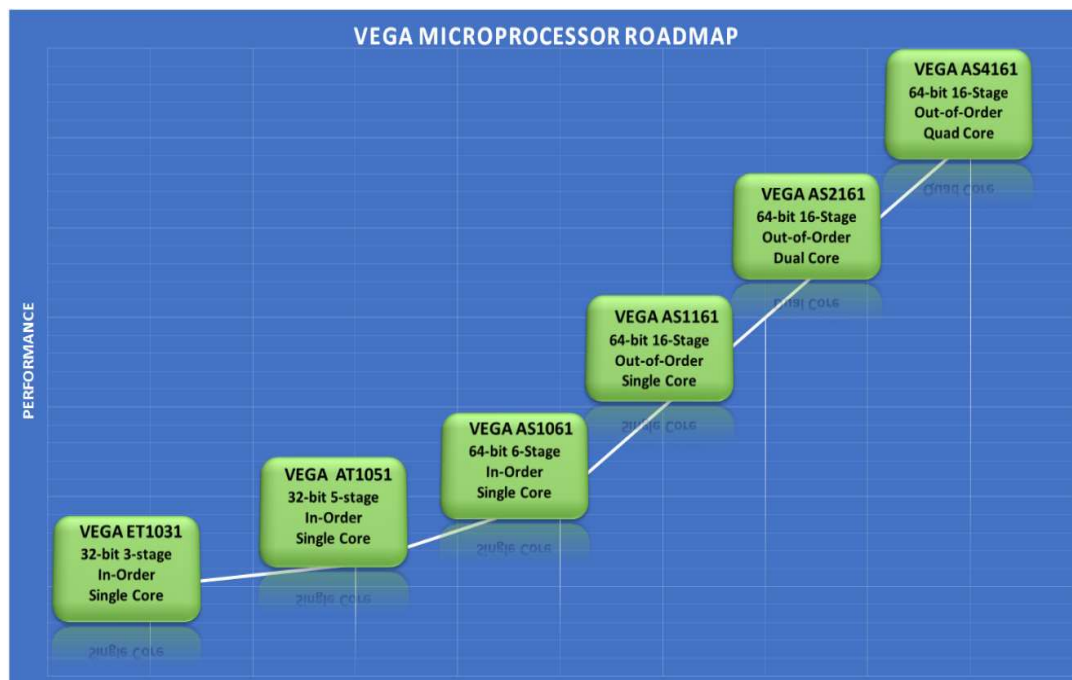 VEGA MICROPROCESSOR ROADMAP
VEGA AS4161
64-bit 16-Stage
Out-of-Order
Quad Core
VEGA AS2161
64-bit 16-Stage
Out-of-Order
Dual Core
VEGA AS1161
64-bit 16-Stage
Out-of-Order
Single Core
VEGA AS1061
64-bit 6-Stage
In-Order
Single Core
VEGA AT1051
32-bit 5-stage
In-Order
Single Core
VEGA ET1031
32-bit 3-stage
In-Order
Single Core
PERFORMANCE